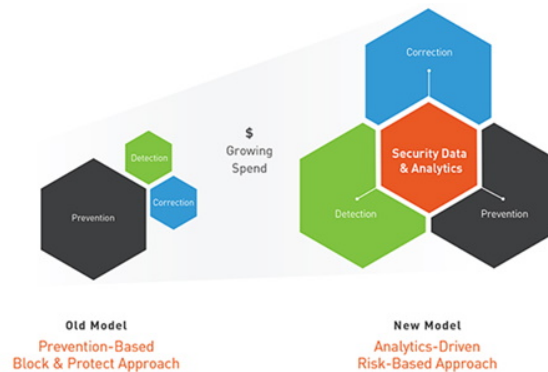 Correction
Detection
Correction
Prevention
$
Growing
Spend
Security Data
& Analytics
Detection
Prevention
Old Model
Prevention-Based
Block & Protect Approach
New Model
Analytics-Driven
Risk-Based Approach